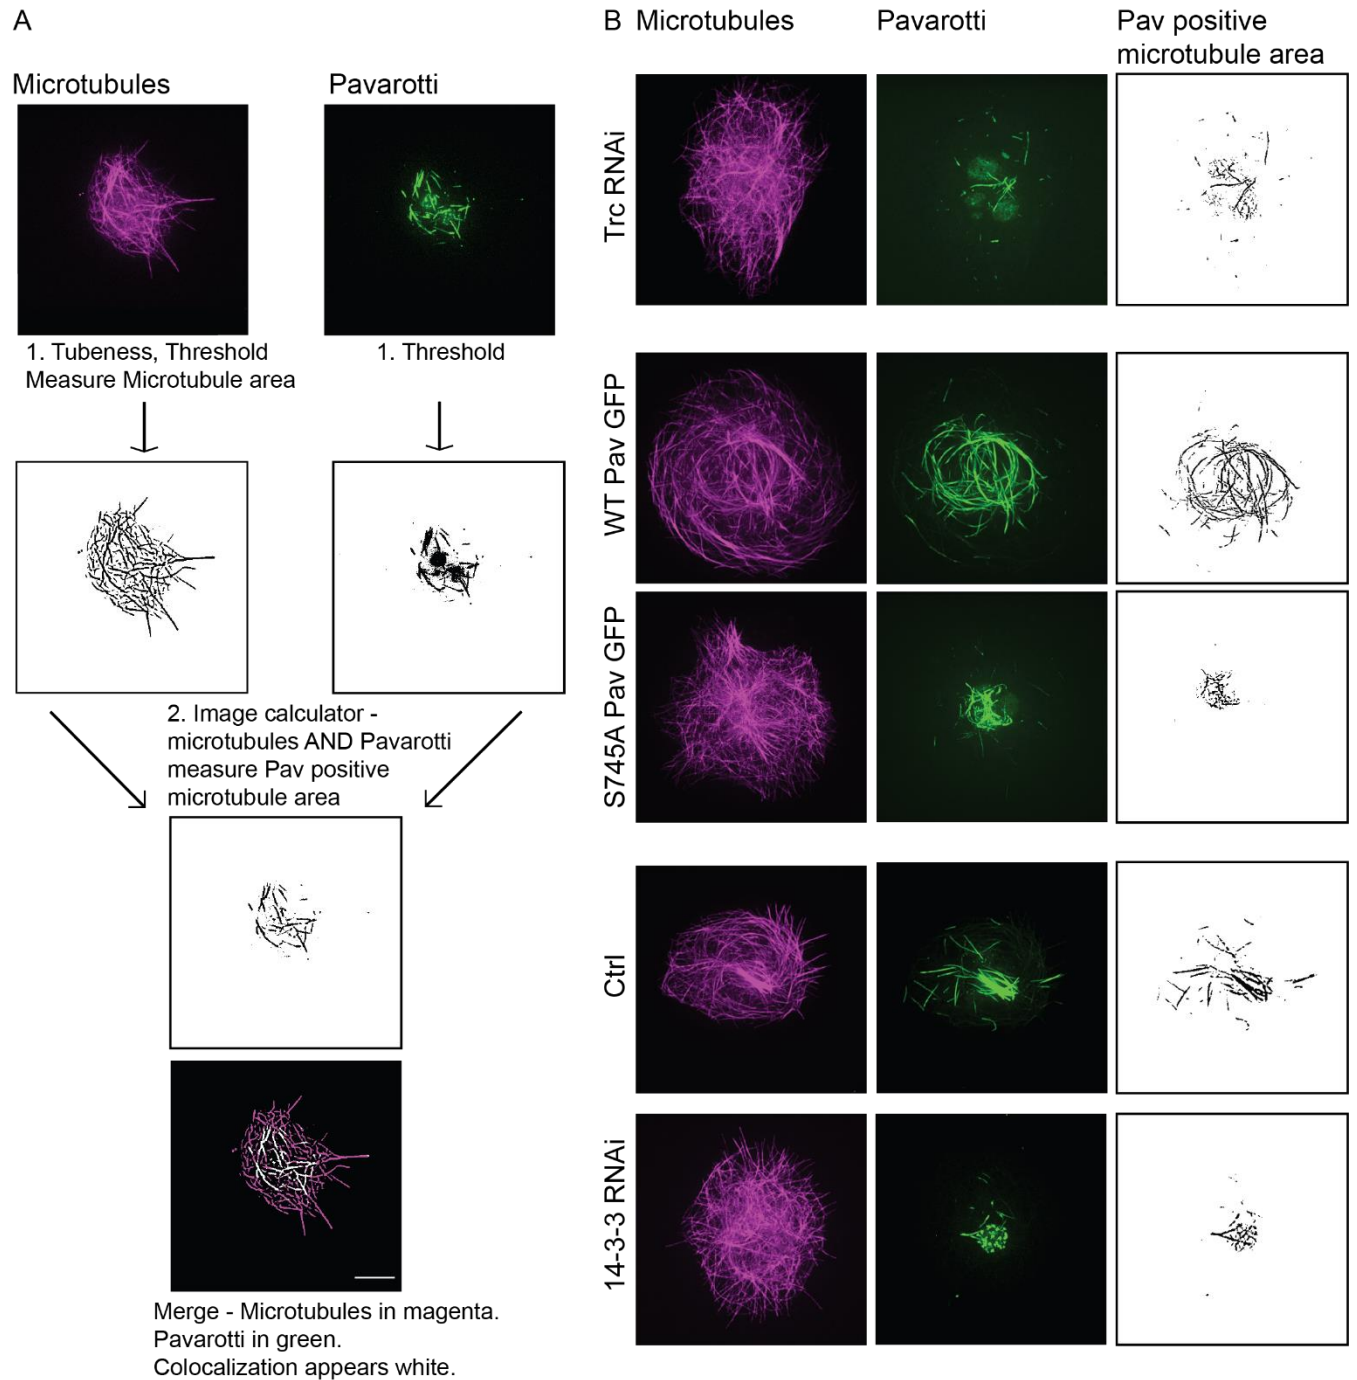 A
Microtubules
Pavarotti
1. Tubeness, Threshold
Measure Microtubule area
1. Threshold
2. Image calculator -
microtubules AND Pavarotti
measure Pav positive
microtubule area
Merge - Microtubules in magenta.
Pavarotti in green.
Colocalization appears white.
B
Microtubules
Pavarotti
Pav positive
microtubule area
Trc RNAi
WT Pav GFP
S745A Pav GFP
Ctrl
14-3-3 RNAi